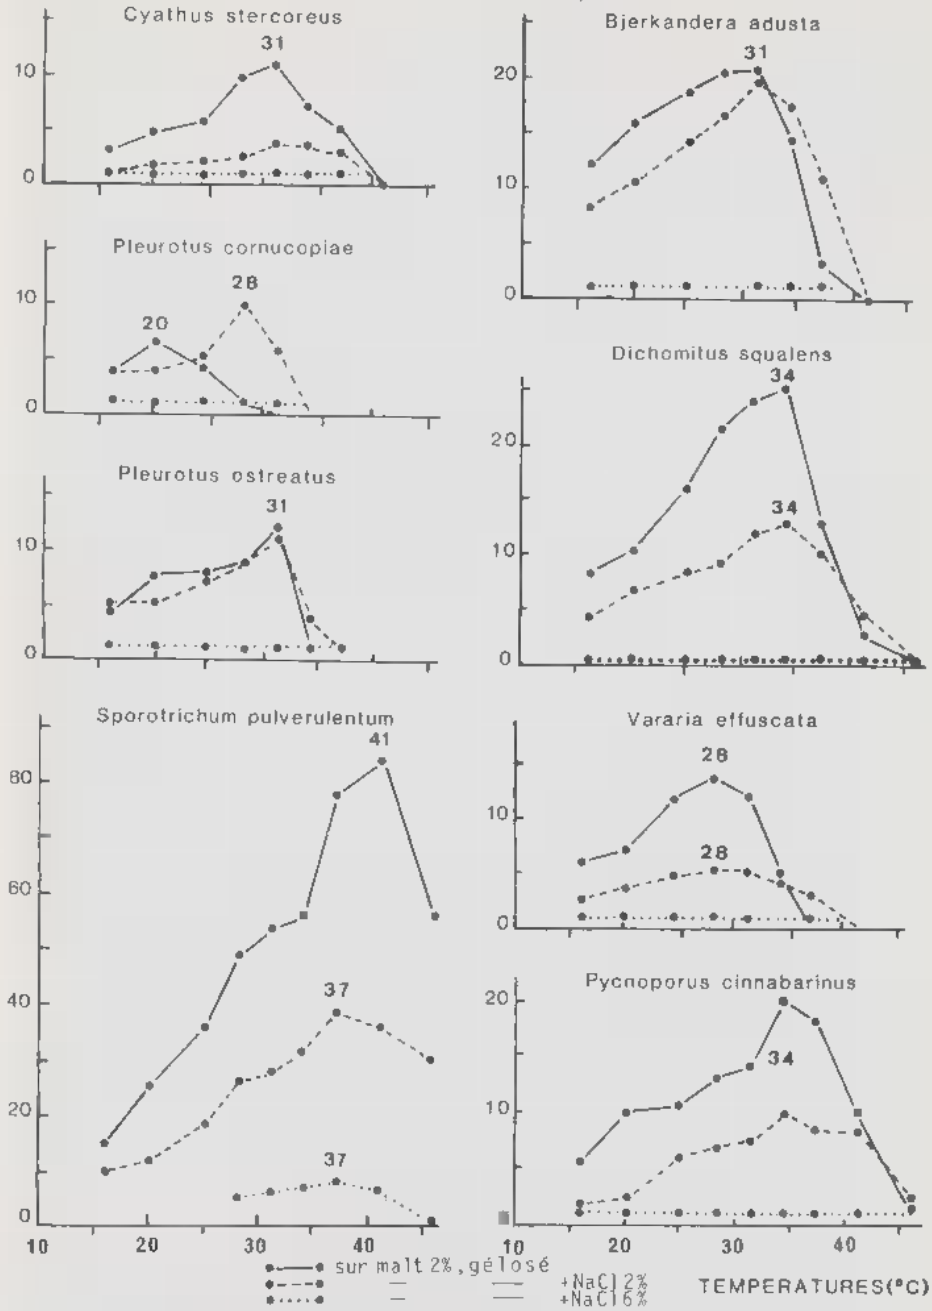 Cyathus stercoreus
31
10
0
Pleurotus cornucopiae
28
20
10
0
Pleurotus ostreatus
31
10
0
Sporotrichum pulverulentum
41
80
60
40
37
20
37
0
10 20 30 40
Bjerkandera adusta
31
20
10
0
Dichomitus squalens
34
20
34
10
0
Vararia effuscata
28
10
28
0
Pycnoporus cinnabarinus
20
34
10
10 20 30 40
sur malt 2%, gélosé
— — +NaCl 2%
— — +NaCl 6%
TEMPERATURES(°C)